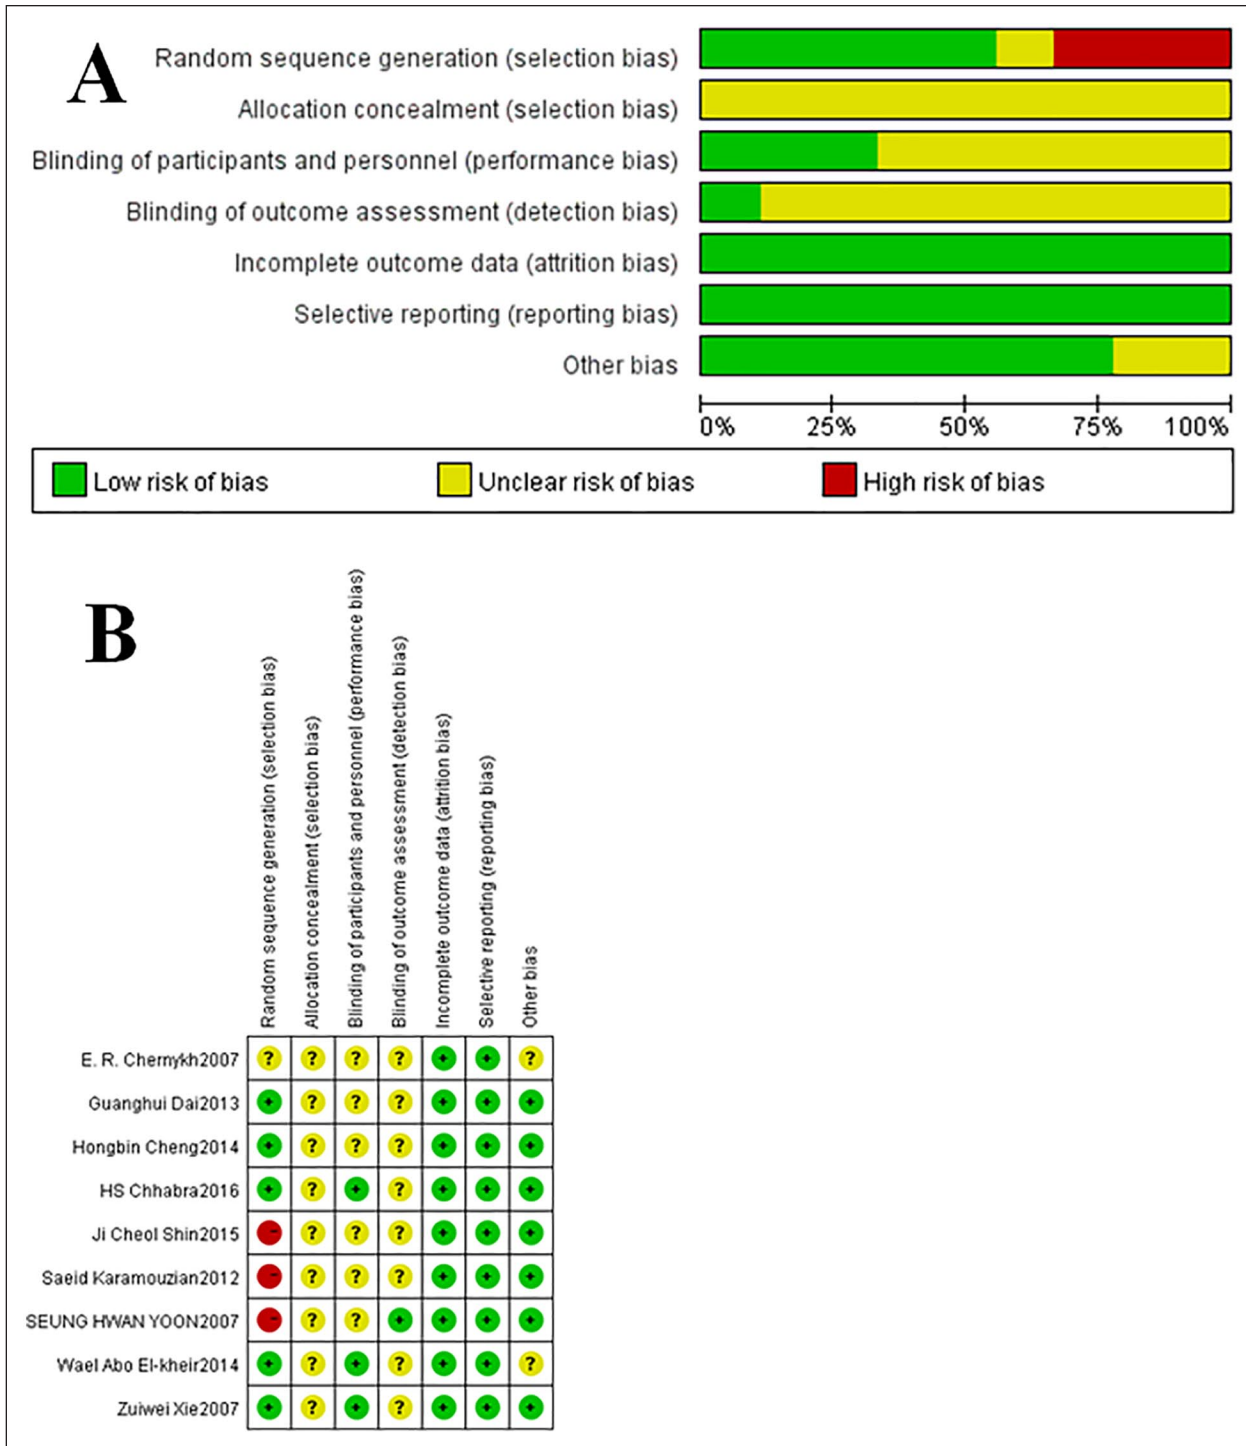 A
Random sequence generation (selection bias)
Allocation concealment (selection bias)
Blinding of participants and personnel (performance bias)
Blinding of outcome assessment (detection bias)
Incomplete outcome data (attrition bias)
Selective reporting (reporting bias)
Other bias
0% 25% 50% 75% 100%
Low risk of bias Unclear risk of bias High risk of bias
B
Random sequence generation (selection bias)
Allocation concealment (selection bias)
Blinding of participants and personnel (performance bias)
Blinding of outcome assessment (detection bias)
Incomplete outcome data (attrition bias)
Selective reporting (reporting bias)
Other bias
E. R. Chernykh2007 ? ? ? ? + + ?
Guanghui Dai2013 + ? ? ? + + +
Hongbin Cheng2014 + ? ? ? + + +
HS Chhabra2016 + ? + ? + + +
Ji Cheol Shin2015 - ? ? ? + + +
Saeid Karamouzian2012 - ? ? ? + + +
SEUNG HWAN YOON2007 - ? ? + + + +
Wael Abo El-kheir2014 + ? + ? + + ?
Zuiwei Xie2007 + ? + ? + + +